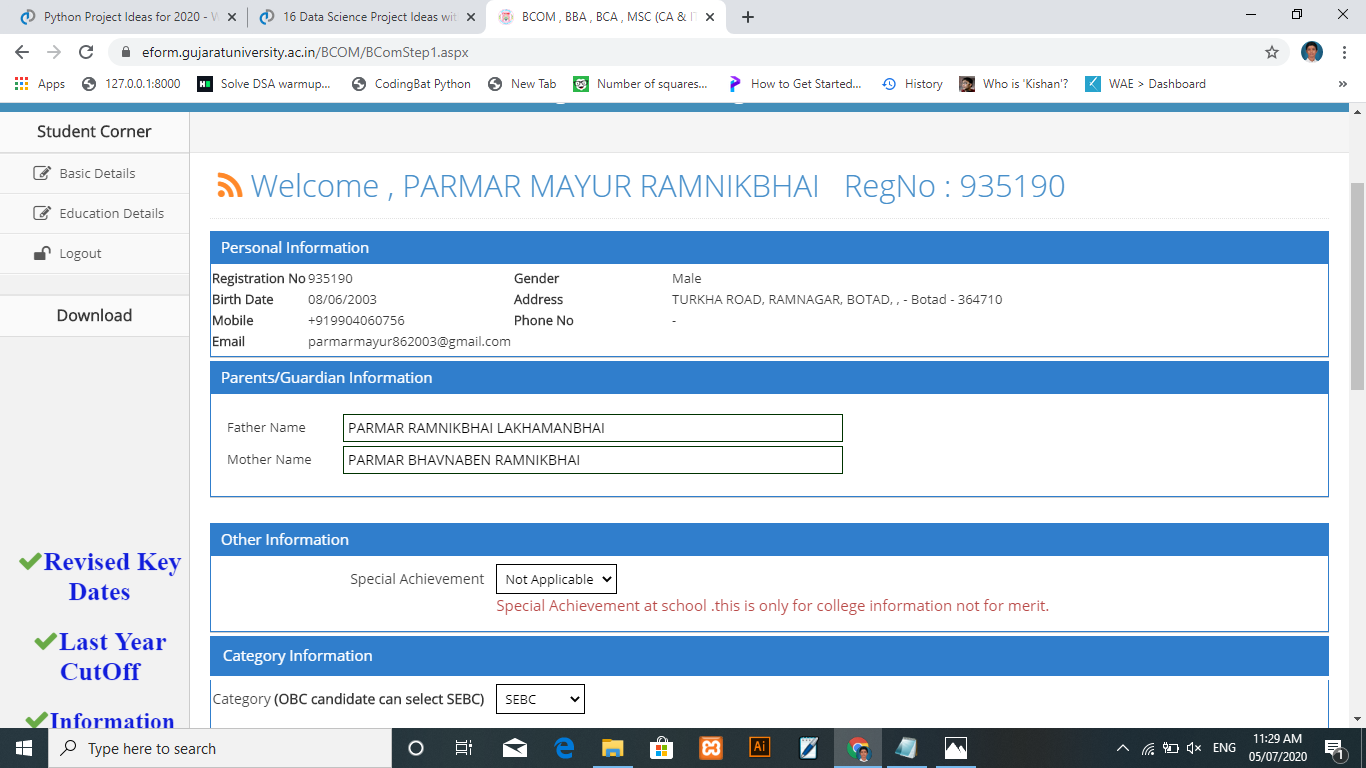 Python Project Ideas for 2020 - W
16 Data Science Project Ideas wit
BCOM , BBA , BCA , MSC (CA & IT
eform.gujaratuniversity.ac.in/BCOM/BComStep1.aspx
Apps 127.0.0.1:8000 Solve DSA warmup... CodingBat Python New Tab Number of squares... How to Get Started... History Who is 'Kishan'? WAE > Dashboard »
Student Corner
Basic Details
Education Details
Logout
Download
Revised Key
Dates
Last Year
CutOff
Information
Welcome , PARMAR MAYUR RAMNIKBHAI RegNo : 935190
Personal Information
Registration No 935190 Gender Male
Birth Date 08/06/2003 Address TURKHA ROAD, RAMNAGAR, BOTAD, , - Botad - 364710
Mobile +919904060756 Phone No -
Email parmarmayur862003@gmail.com
Parents/Guardian Information
Father Name PARMAR RAMNIKBHAI LAKHAMANBHAI
Mother Name PARMAR BHAVNABEN RAMNIKBHAI
Other Information
Special Achievement Not Applicable
Special Achievement at school .this is only for college information not for merit.
Category Information
Category (OBC candidate can select SEBC) SEBC
Type here to search
Ai
ENG
11:29 AM
05/07/2020
1